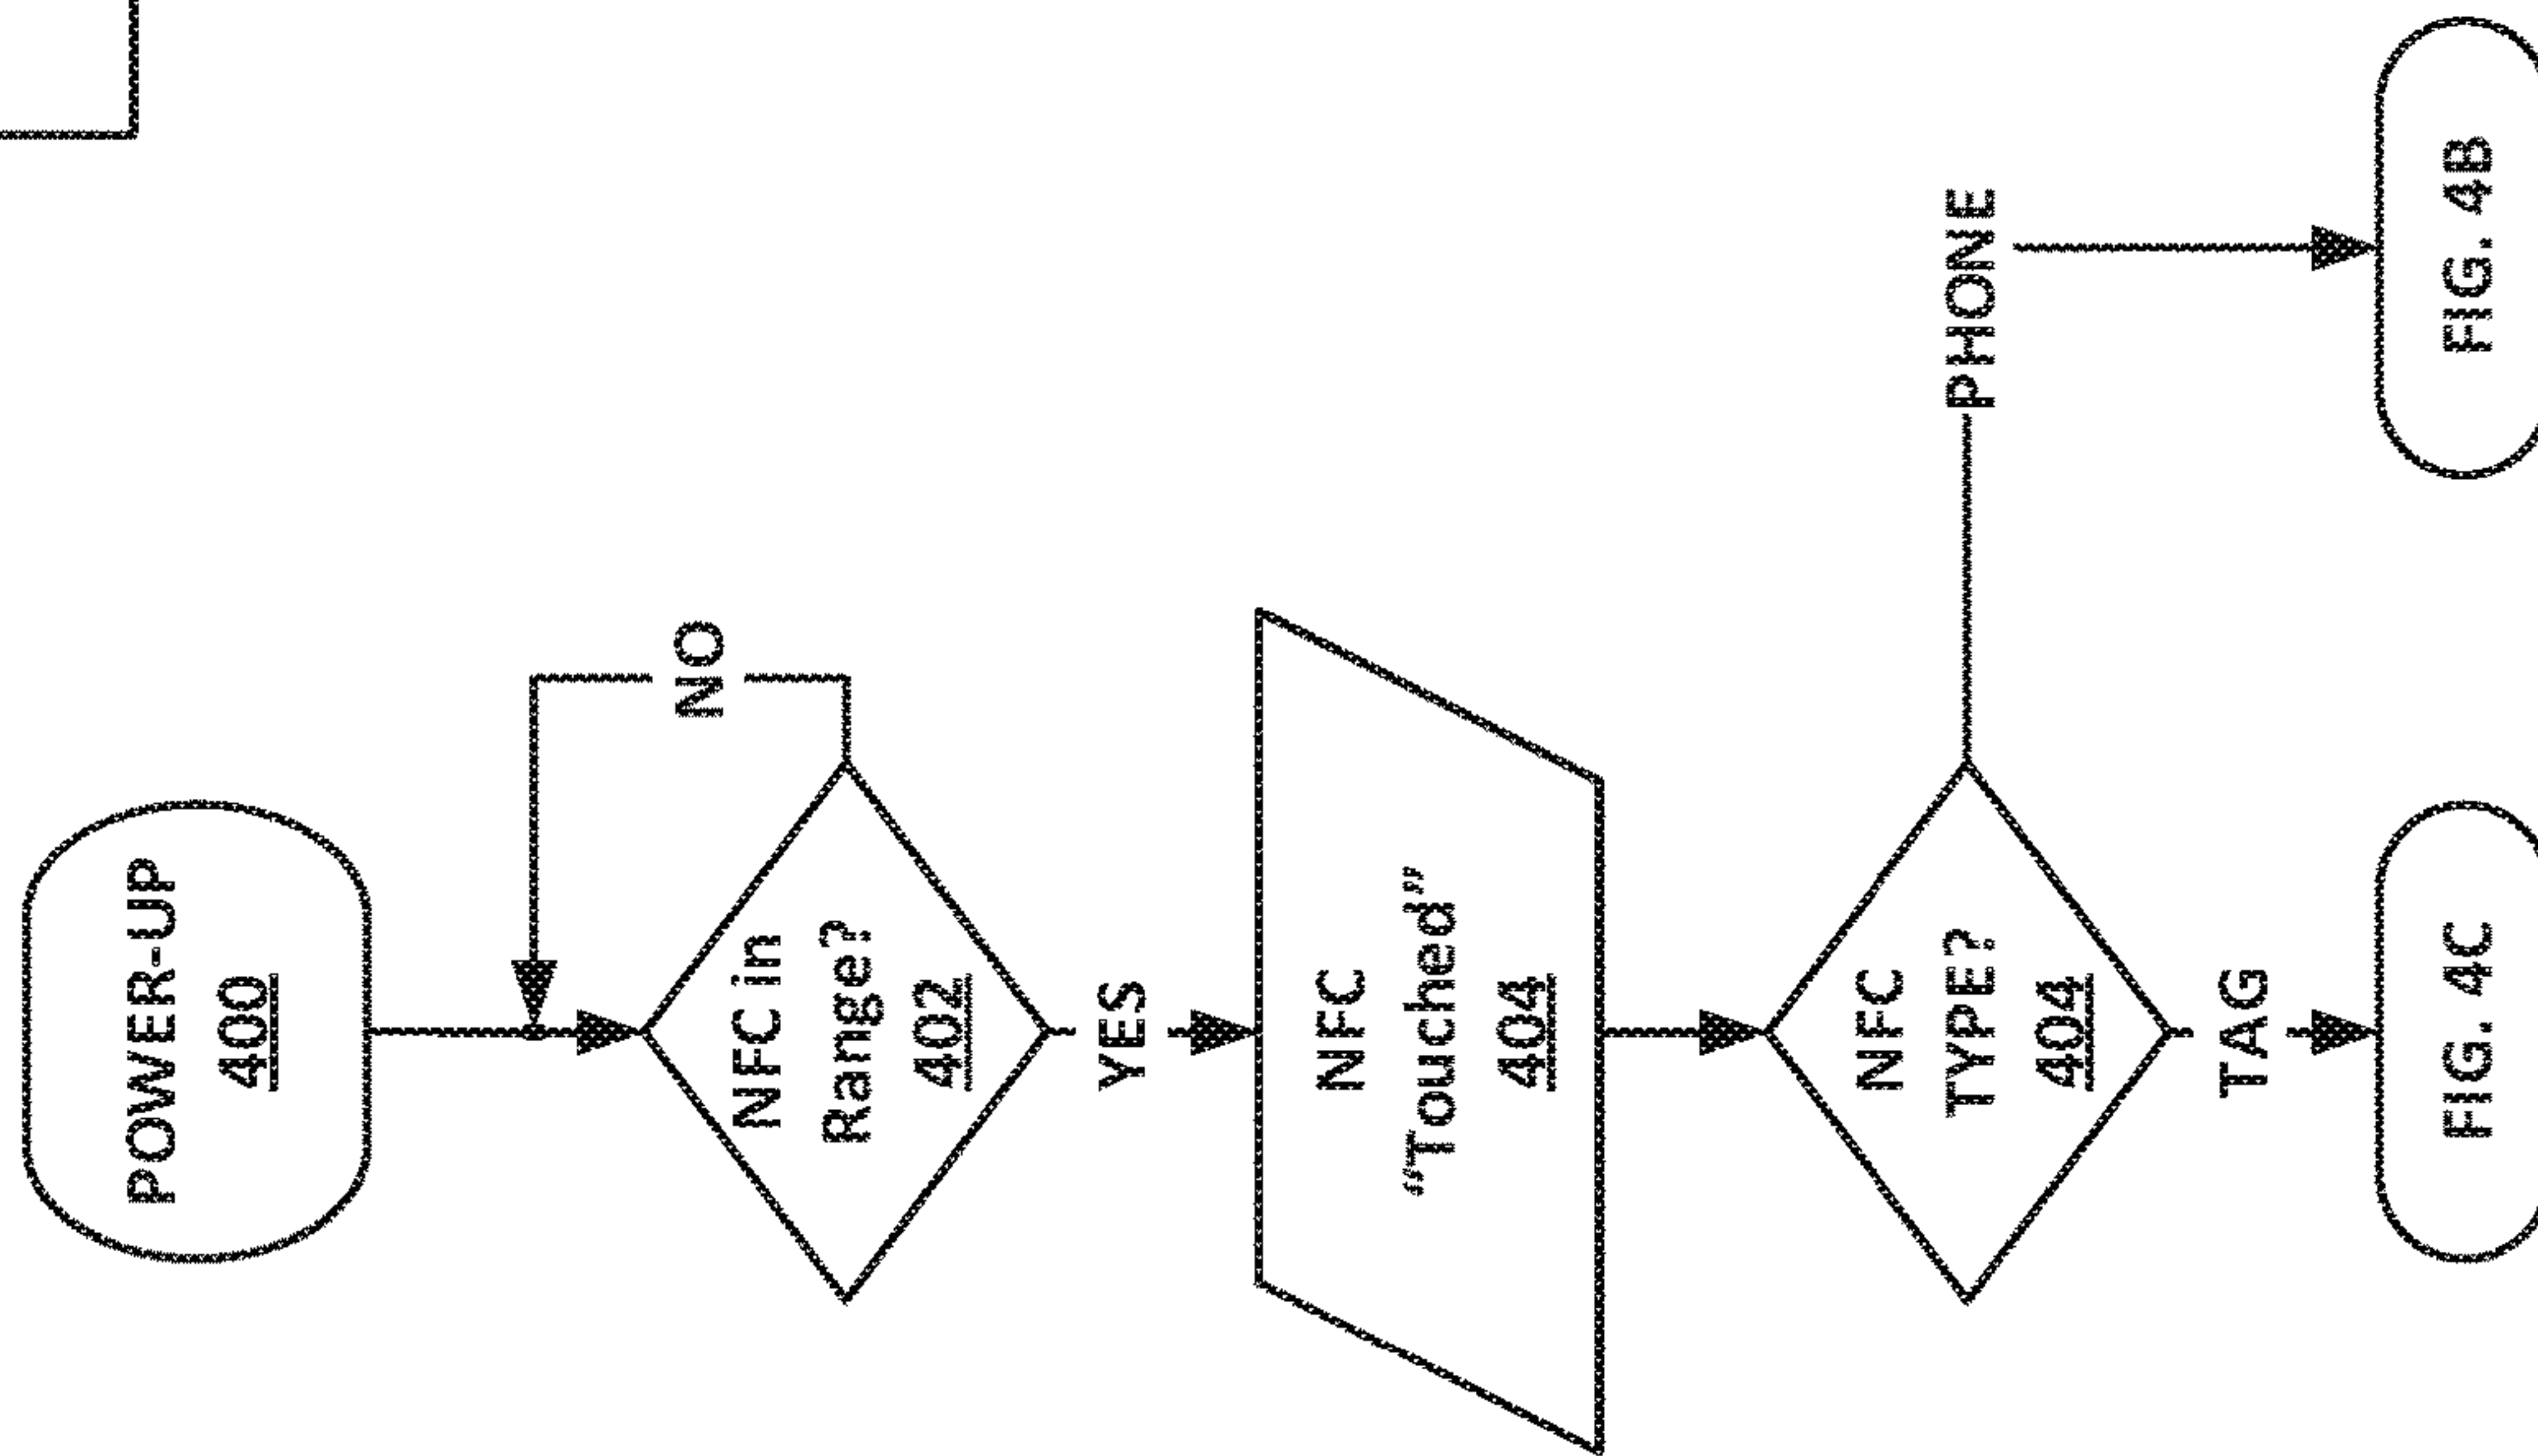 POWER-UP
400
NO
NFC in
Range?
402
YES
NFC
“Touched”
404
NFC
TYPE?
404
PHONE
TAG
FIG. 4C
FIG. 4B